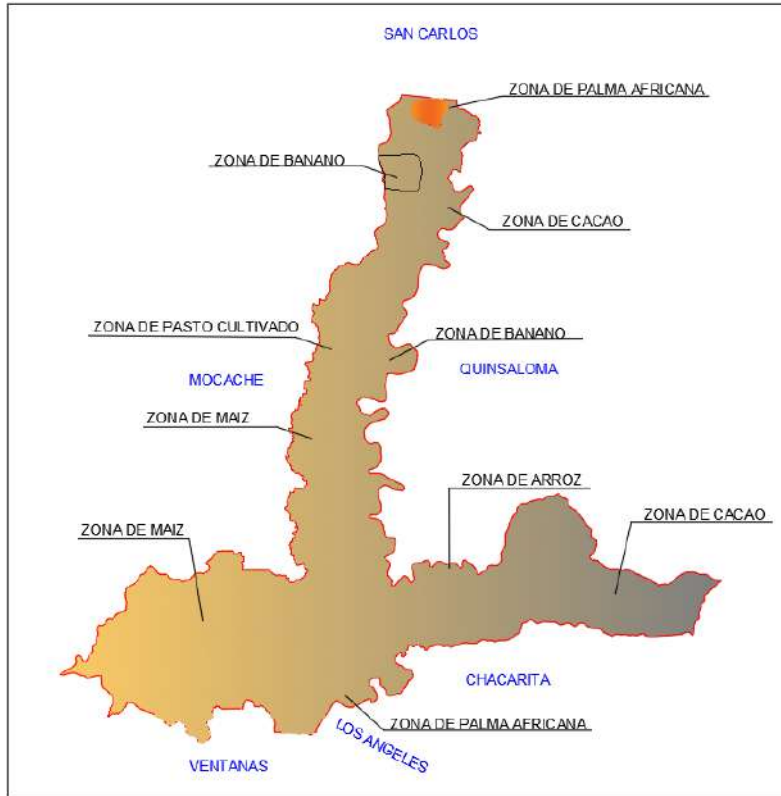 SAN CARLOS
ZONA DE PALMA AFRICANA
ZONA DE BANANO
ZONA DE CACAO
ZONA DE PASTO CULTIVADO
ZONA DE BANANO
MOCACHE
QUINSALOMA
ZONA DE MAIZ
ZONA DE ARROZ
ZONA DE CACAO
ZONA DE MAIZ
CHACARITA
ZONA DE PALMA AFRICANA
LOS ANGELES
VENTANAS